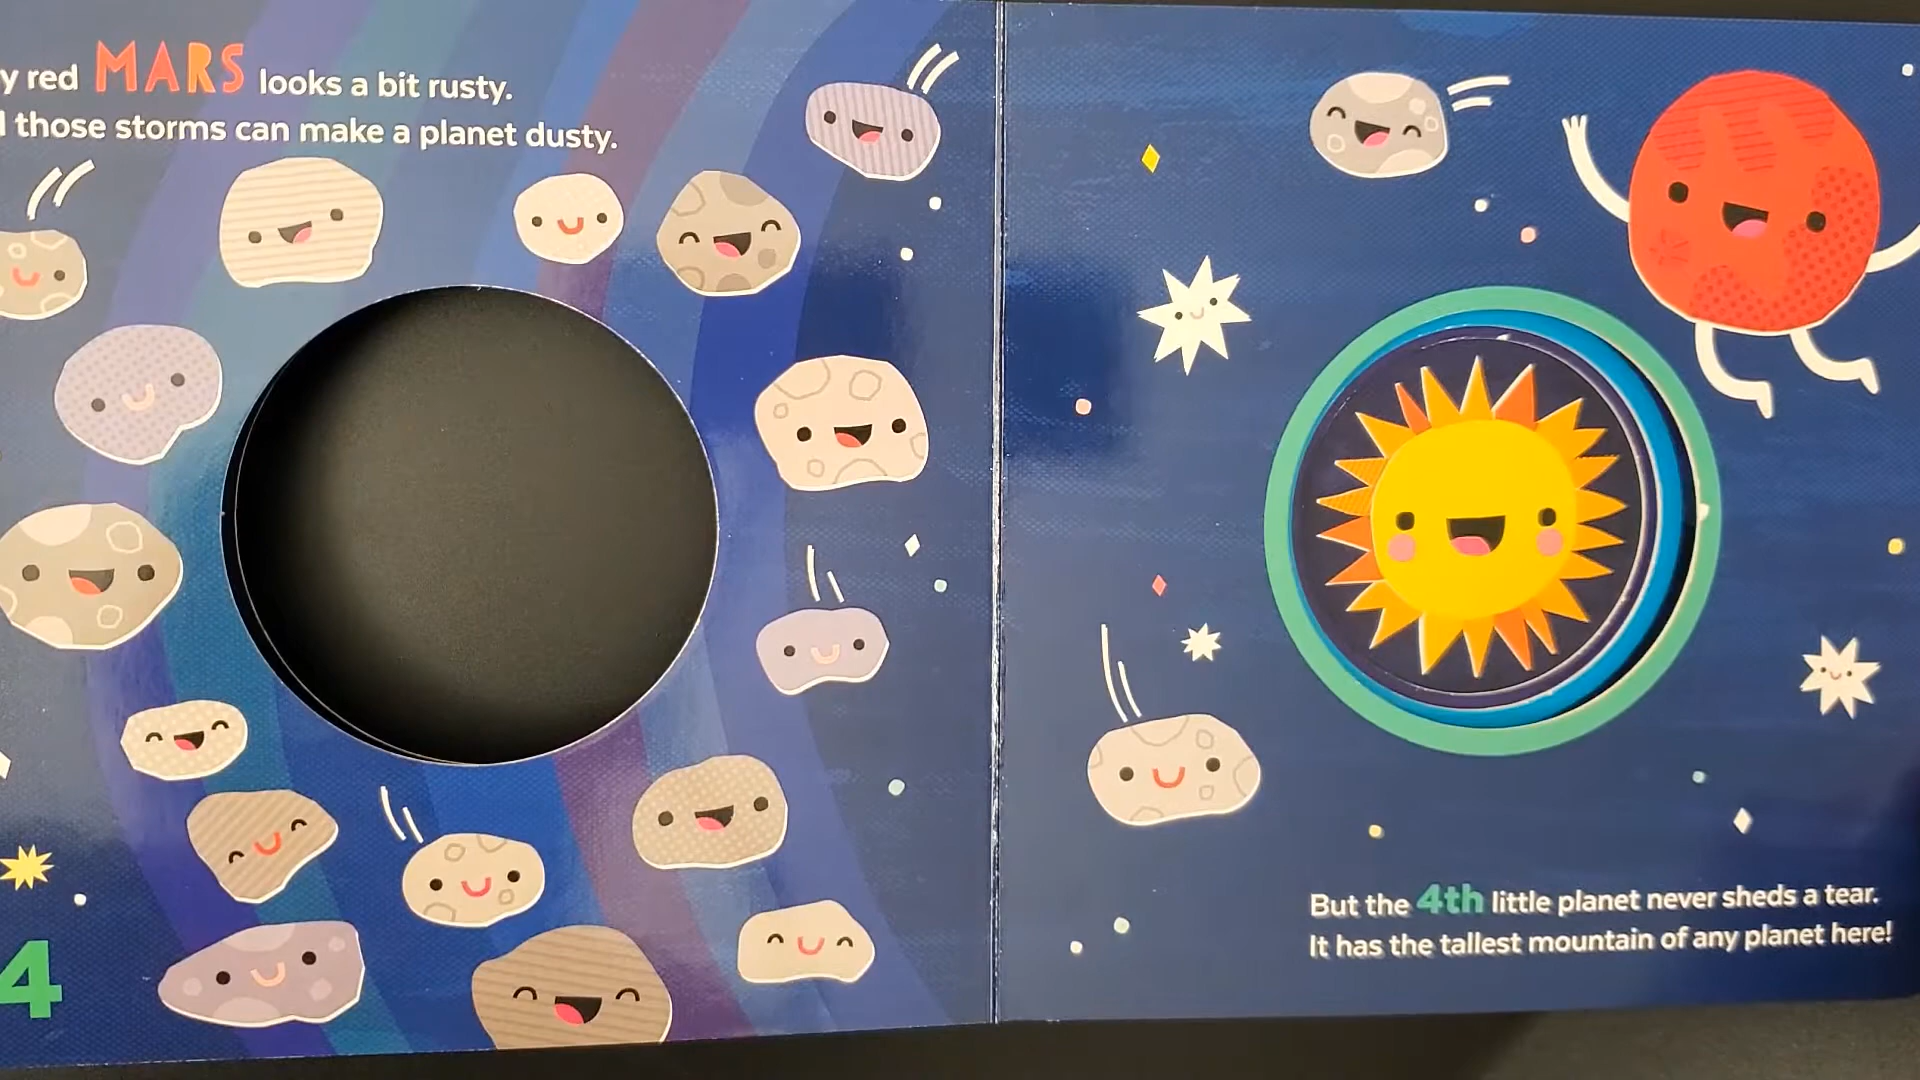 y red MARS looks a bit rusty.
those storms can make a planet dusty.
4
But the 4th little planet never sheds a tear.
It has the tallest mountain of any planet here!